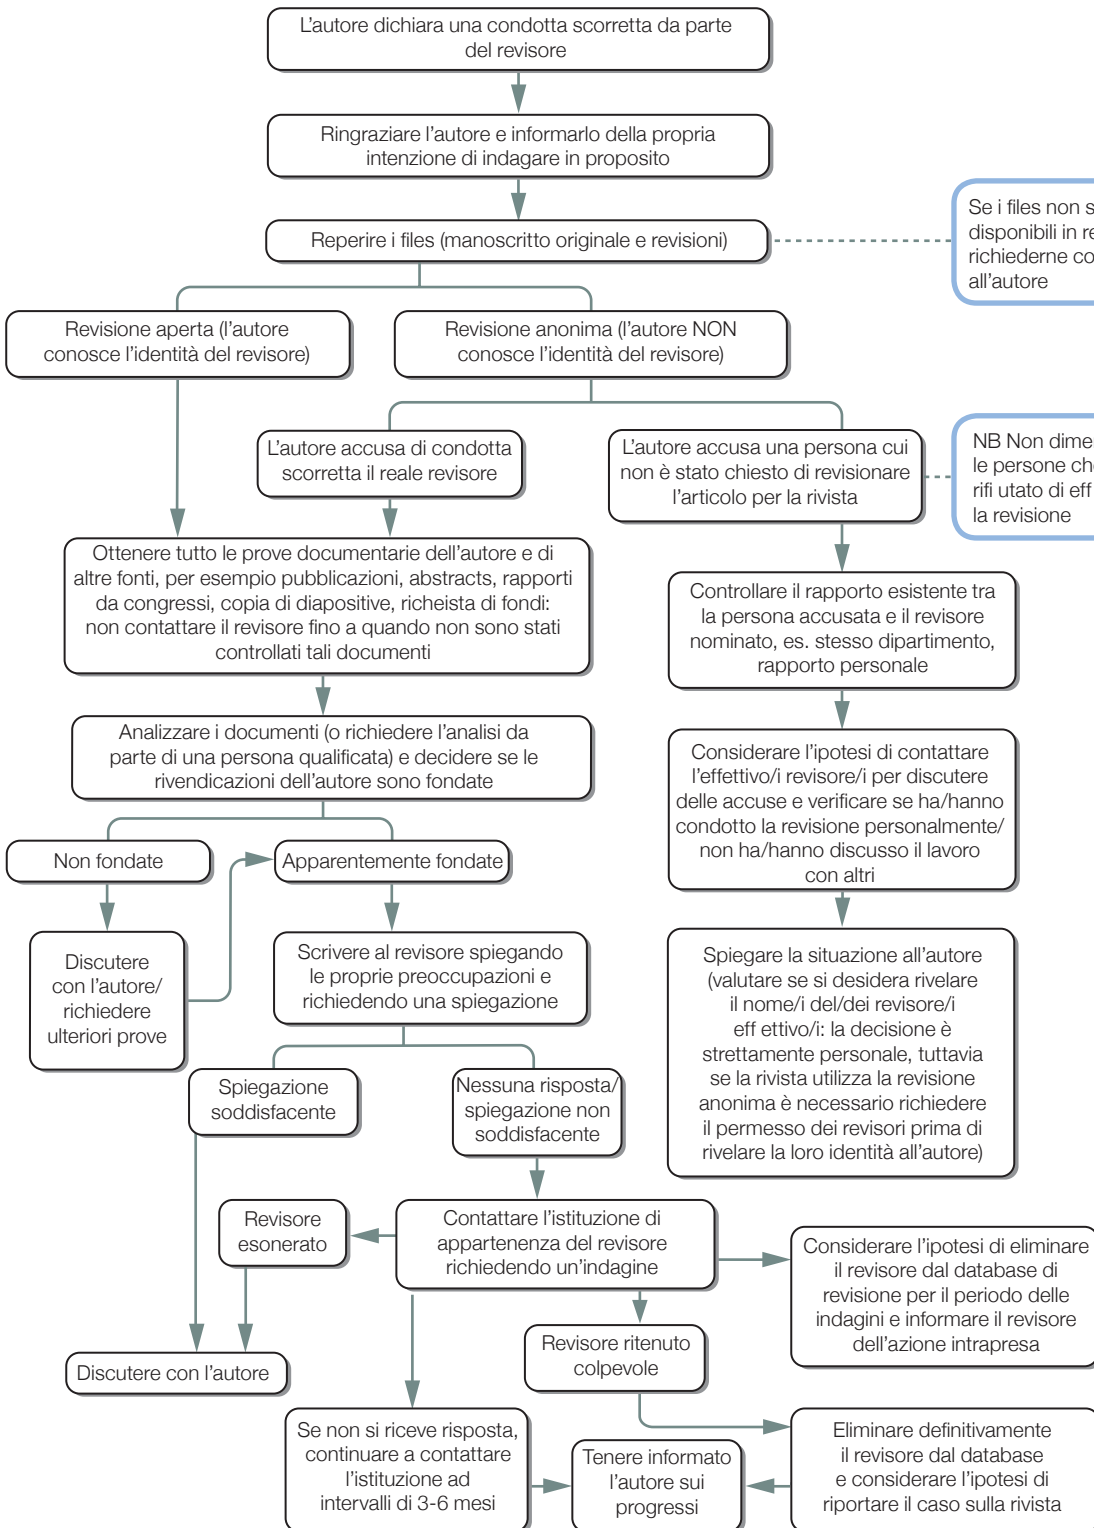 L'autore dichiara una condotta scorretta da parte
del revisore
Ringraziare l'autore e informarlo della propria
intenzione di indagare in proposito
Reperire i files (manoscritto originale e revisioni)
Se i files non s
disponibili in re
richiederne co
all'autore
Revisione aperta (l'autore
conosce l'identità del revisore)
Revisione anonima (l'autore NON
conosce l'identità del revisore)
L'autore accusa di condotta
scorretta il reale revisore
L'autore accusa una persona cui
non è stato chiesto di revisionare
l'articolo per la rivista
NB Non dimen
le persone che
rifi utato di eff
la revisione
Ottenere tutto le prove documentarie dell'autore e di
altre fonti, per esempio pubblicazioni, abstracts, rapporti
da congressi, copia di diapositive, richeista di fondi:
non contattare il revisore fino a quando non sono stati
controllati tali documenti
Controllare il rapporto esistente tra
la persona accusata e il revisore
nominato, es. stesso dipartimento,
rapporto personale
Analizzare i documenti (o richiedere l'analisi da
parte di una persona qualificata) e decidere se le
rivendicazioni dell'autore sono fondate
Considerare l'ipotesi di contattare
l'effettivo/i revisore/i per discutere
delle accuse e verificare se ha/hanno
condotto la revisione personalmente/
non ha/hanno discusso il lavoro
con altri
Non fondate
Apparentemente fondate
Discutere
con l'autore/
richiedere
ulteriori prove
Scrivere al revisore spiegando
le proprie preoccupazioni e
richiedendo una spiegazione
Spiegare la situazione all'autore
(valutare se si desidera rivelare
il nome/i del/dei revisore/i
eff ettivo/i: la decisione è
strettamente personale, tuttavia
se la rivista utilizza la revisione
anonima è necessario richiedere
il permesso dei revisori prima di
rivelare la loro identità all'autore)
Spiegazione
soddisfacente
Nessuna risposta/
spiegazione non
soddisfacente
Revisore
esonerato
Contattare l'istituzione di
appartenenza del revisore
richiedendo un'indagine
Considerare l'ipotesi di eliminare
il revisore dal database di
revisione per il periodo delle
indagini e informare il revisore
dell'azione intrapresa
Discutere con l'autore
Revisore ritenuto
colpevole
Se non si riceve risposta,
continuare a contattare
l'istituzione ad
intervalli di 3-6 mesi
Tenere informato
l'autore sui
progressi
Eliminare definitivamente
il revisore dal database
e considerare l'ipotesi di
riportare il caso sulla rivista